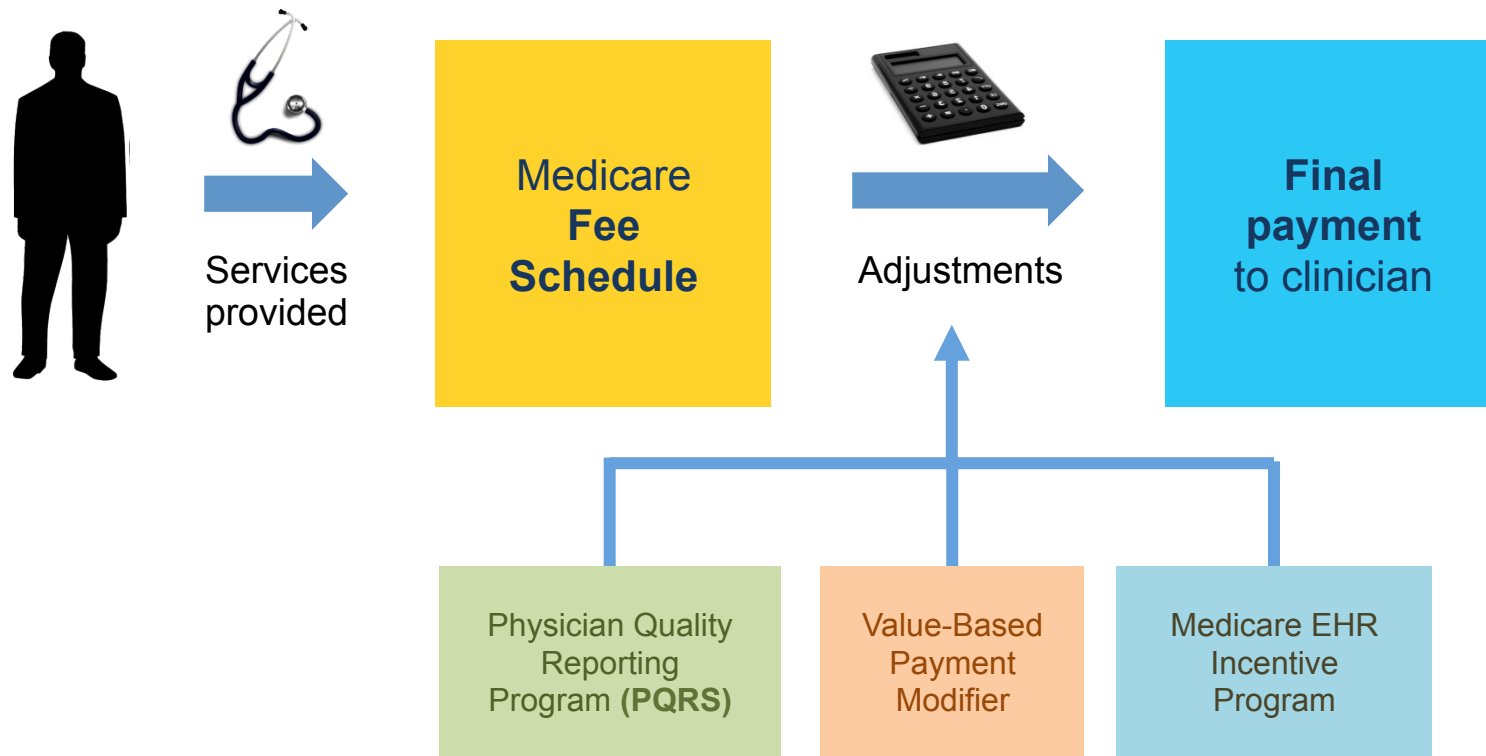 Services
provided
Medicare
Fee
Schedule
Adjustments
Final
payment
to clinician
Physician Quality
Reporting
Program (PQRS)
Value-Based
Payment
Modifier
Medicare EHR
Incentive
Program